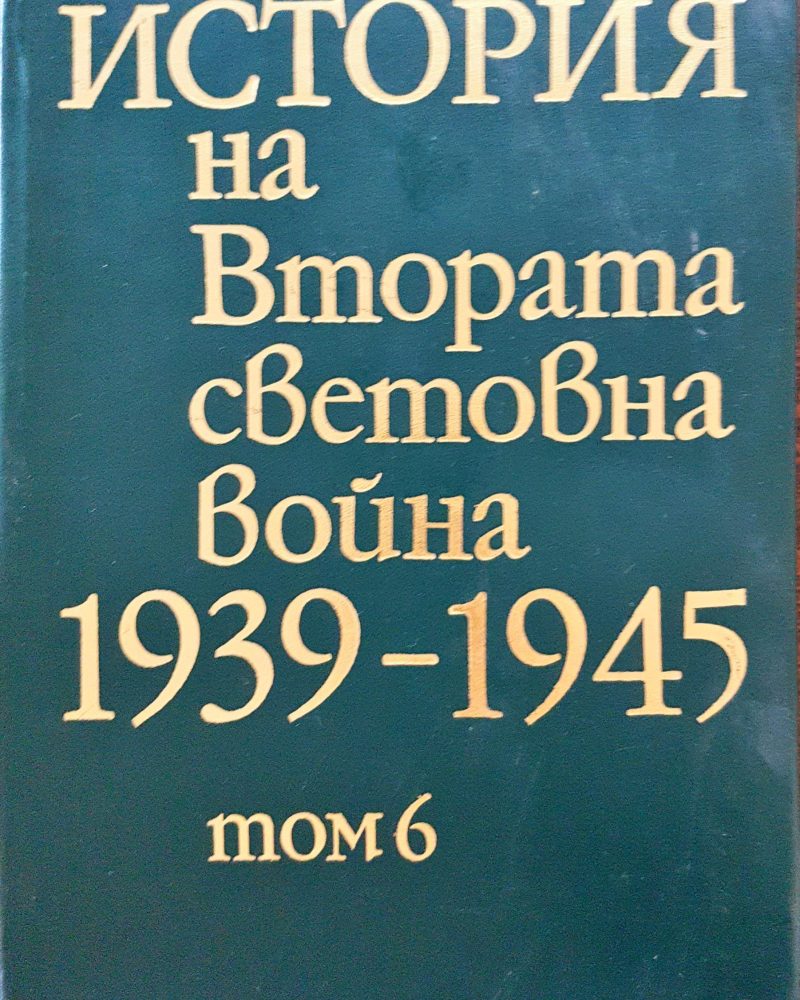 ИСТОРИЯ
на
Втората
световна
война
1939-1945
том 6